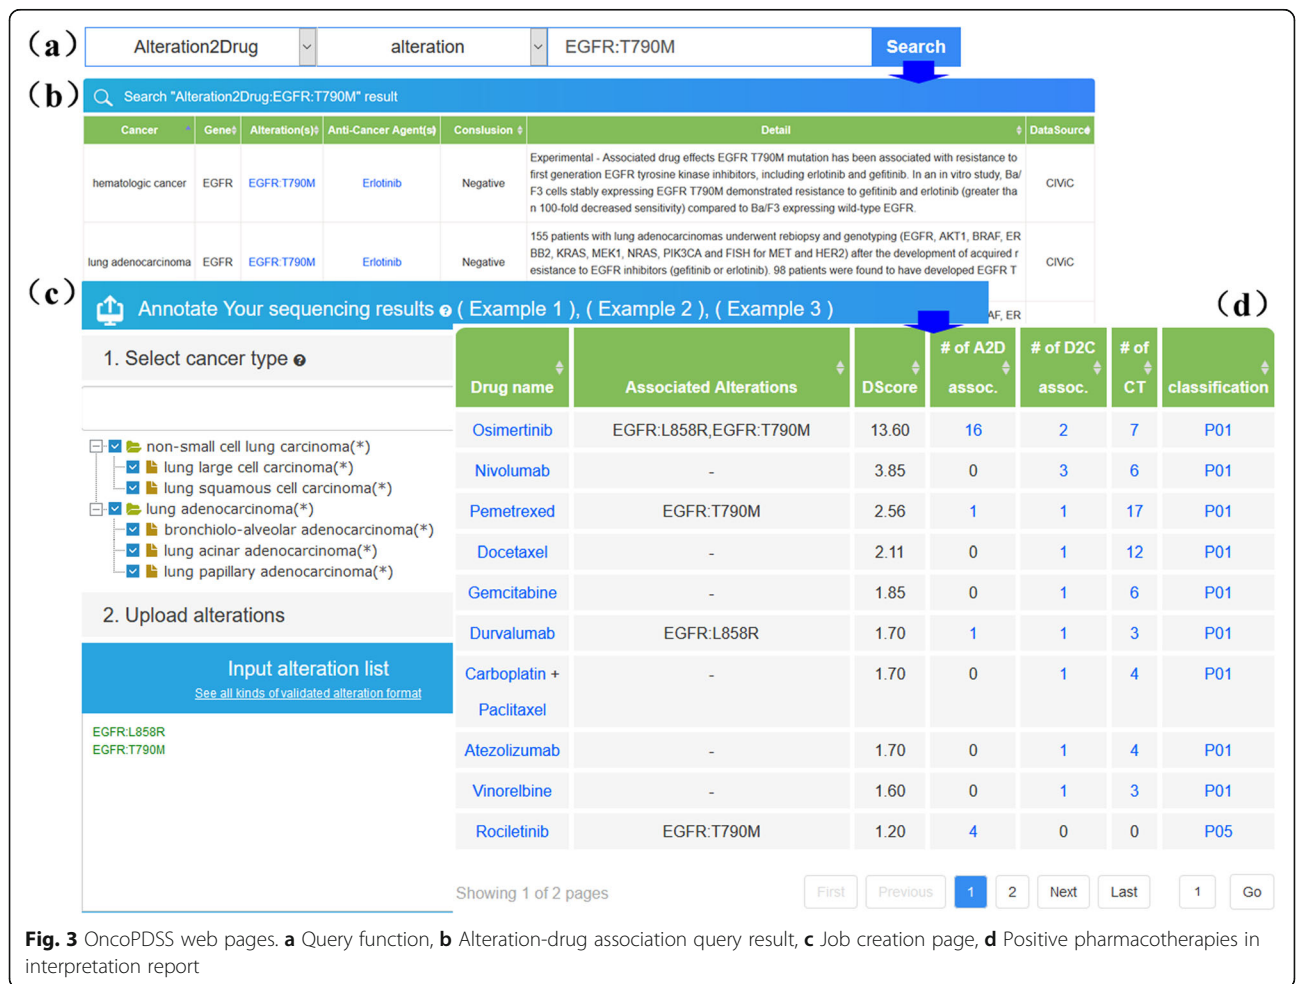 (a)
Alteration2Drug alteration EGFR:T790M Search
(b)
Search "Alteration2Drug:EGFR:T790M" result
Cancer Gene Alteration(s) Anti-Cancer Agent(s) Conslusion Detail DataSource
hematologic cancer EGFR EGFR:T790M Erlotinib Negative
Experimental - Associated drug effects EGFR T790M mutation has been associated with resistance to
first generation EGFR tyrosine kinase inhibitors, including erlotinib and gefitinib. In an in vitro study, Ba/
F3 cells stably expressing EGFR T790M demonstrated resistance to gefitinib and erlotinib (greater tha
n 100-fold decreased sensitivity) compared to Ba/F3 expressing wild-type EGFR.
CIViC
lung adenocarcinoma EGFR EGFR:T790M Erlotinib Negative
155 patients with lung adenocarcinomas underwent rebiopsy and genotyping (EGFR, AKT1, BRAF, ER
BB2, KRAS, MEK1, NRAS, PIK3CA and FISH for MET and HER2) after the development of acquired r
esistance to EGFR inhibitors (gefitinib or erlotinib). 98 patients were found to have developed EGFR T
CIViC
AF, ER
(c)
Annotate Your sequencing results ? ( Example 1 ), ( Example 2 ), ( Example 3 )
1. Select cancer type ?
non-small cell lung carcinoma(*)
lung large cell carcinoma(*)
lung squamous cell carcinoma(*)
lung adenocarcinoma(*)
bronchiolo-alveolar adenocarcinoma(*)
lung acinar adenocarcinoma(*)
lung papillary adenocarcinoma(*)
2. Upload alterations
Input alteration list
See all kinds of validated alteration format
EGFR:L858R
EGFR:T790M
(d)
Drug name Associated Alterations DScore # of A2D assoc. # of D2C assoc. # of CT classification
Osimertinib EGFR:L858R,EGFR:T790M 13.60 16 2 7 P01
Nivolumab - 3.85 0 3 6 P01
Pemetrexed EGFR:T790M 2.56 1 1 17 P01
Docetaxel - 2.11 0 1 12 P01
Gemcitabine - 1.85 0 1 6 P01
Durvalumab EGFR:L858R 1.70 1 1 3 P01
Carboplatin + Paclitaxel - 1.70 0 1 4 P01
Atezolizumab - 1.70 0 1 4 P01
Vinorelbine - 1.60 0 1 3 P01
Rociletinib EGFR:T790M 1.20 4 0 0 P05
Showing 1 of 2 pages First Previous 1 2 Next Last 1 Go
Fig. 3 OncoPDSS web pages. a Query function, b Alteration-drug association query result, c Job creation page, d Positive pharmacotherapies in
interpretation report